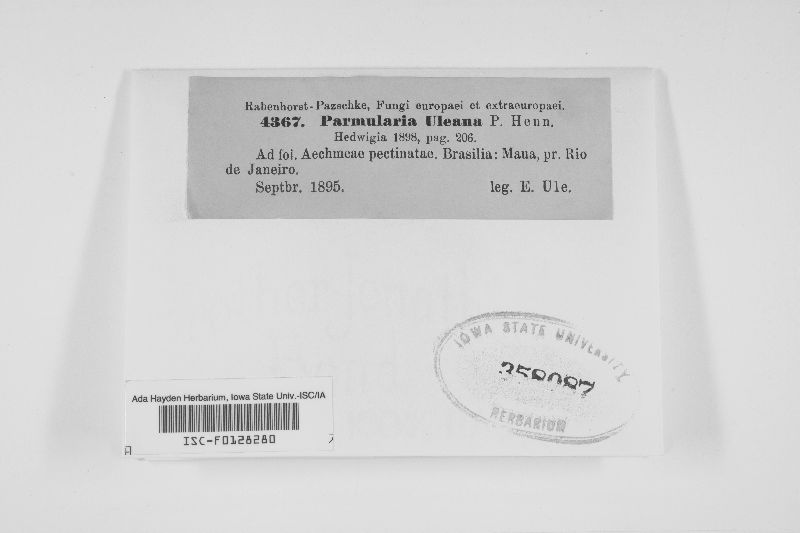 Rabenhorst-Pazschke, Fungi europaei et extraeuropaei.
4367. Parmularia Uleana P. Henn.
Hedwigia 1898, pag. 206.
Ad fol. Aechmeae pectinatae. Brasilia: Maua, pr. Rio
de Janeiro.
Septbr. 1895. leg. E. Ule.
IOWA STATE UNIVERSITY
358087
HERBARIUM
Ada Hayden Herbarium, Iowa State Univ.-ISC/IA
ISC-F0128280